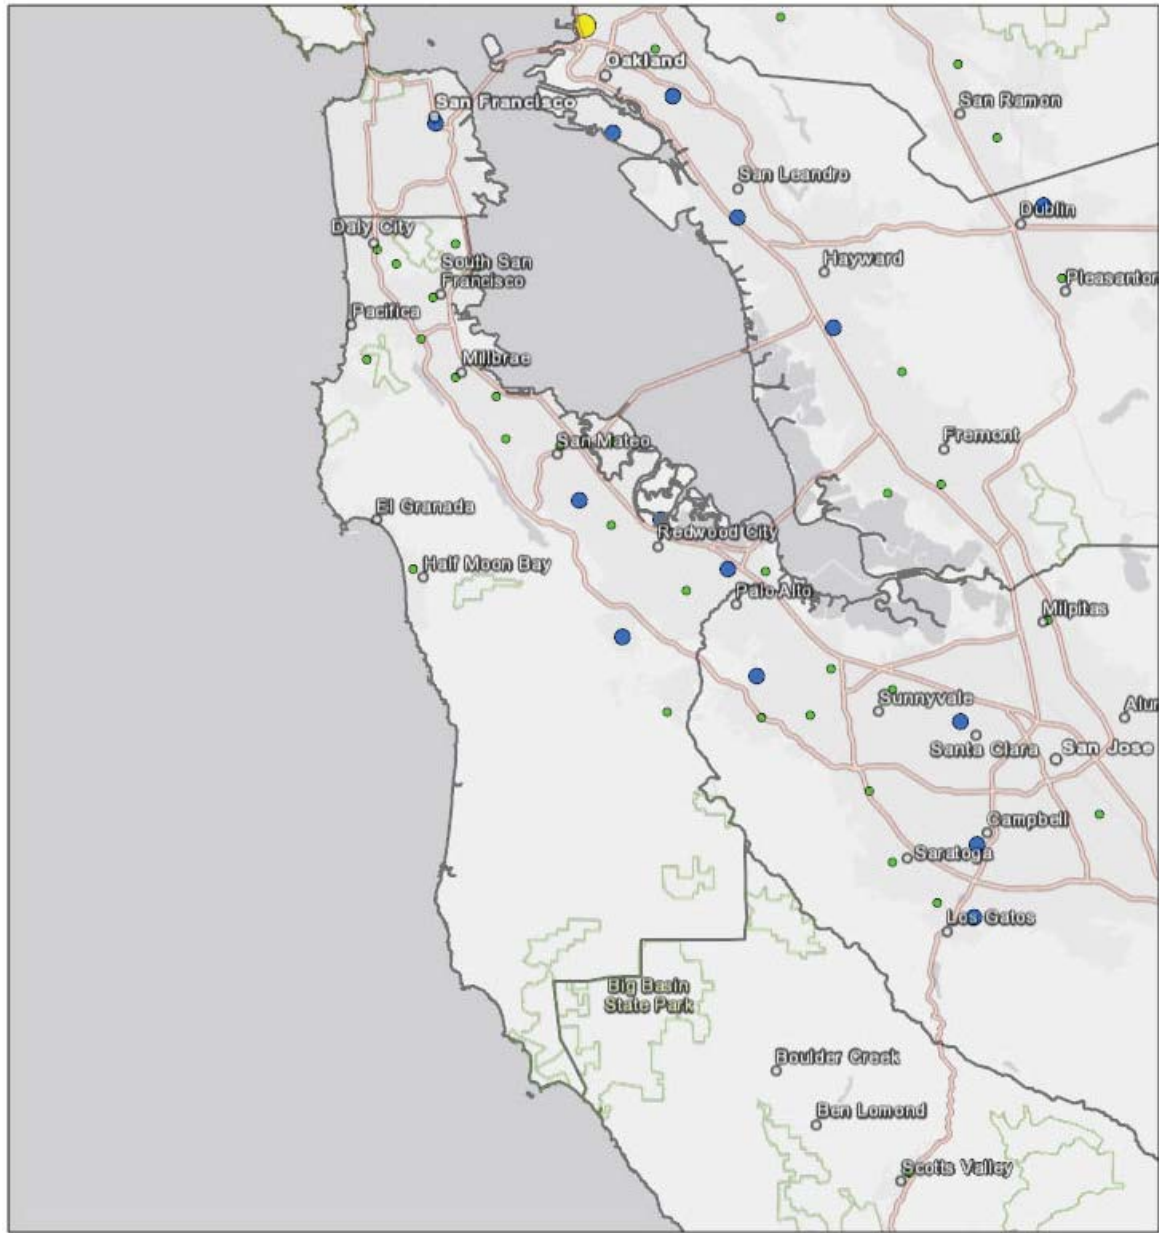 Oakland
San Francisco
San Ramon
San Leandro
Dublin
Daly City
Hayward
South San
Francisco
Pleasanton
Pacifica
Millbrae
Fremont
San Mateo
El Granada
Redwood City
Half Moon Bay
Palo Alto
Milpitas
Sunnyvale
Alum
Santa Clara
San Jose
Campbell
Saratoga
Los Gatos
Big Basin
State Park
Boulder Creek
Ben Lomond
Scotts Valley